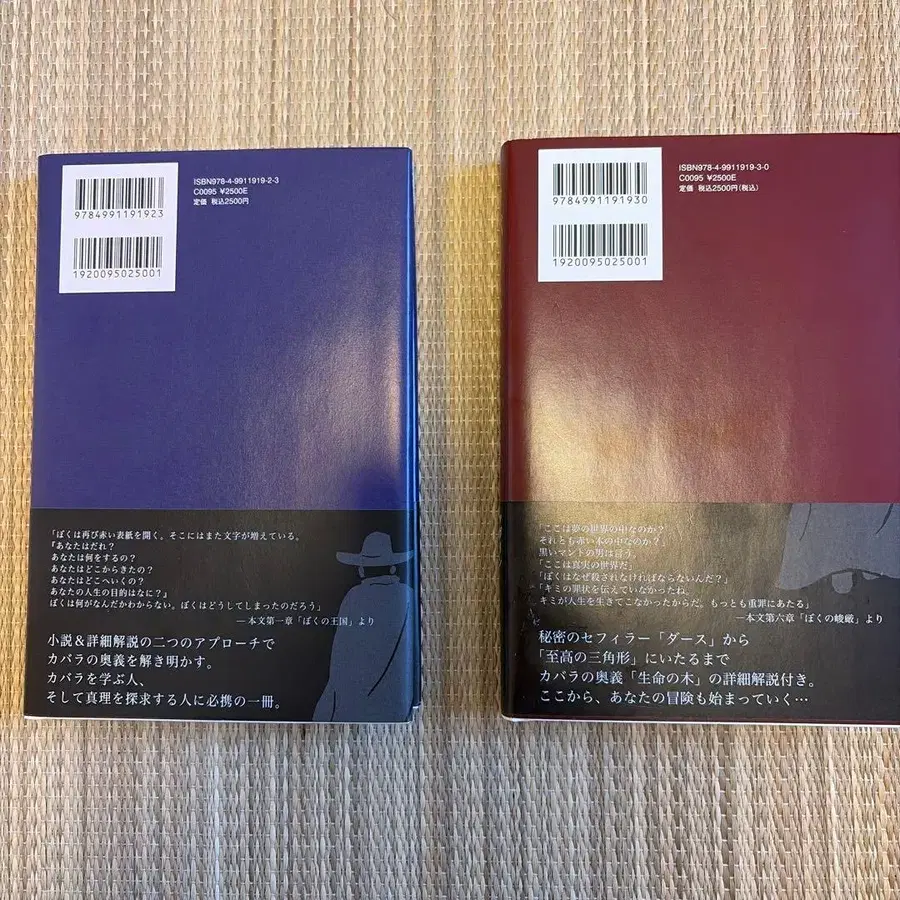 ISBN978-4-9911919-2-3
C0095 ¥2500E
定価 税込2500円
9784991191923
1920095025001
「ぼくは再び赤い表紙を開く。そこにはまた文字が増えている。
『あなたはだれ？
あなたは何をするの？
あなたはどこからきたの？
あなたはどこへいくの？
あなたの人生の目的はなに？』
ぼくは何がなんだかわからない。ぼくはどうしてしまったのだろう」
―本文第一章「ぼくの王国」より
小説＆詳細解説の二つのアプローチで
カバラの奥義を解き明かす。
カバラを学ぶ人、
そして真理を探求する人に必携の一冊。
ISBN978-4-9911919-3-0
C0095 ¥2500E
定価 税込2500円(税込)
9784991191930
1920095025001
「ここは夢の世界の中なのか？
それとも赤い本の中なのか？」
黒いマントの男は言う。
「ここは真実の世界だ」
「ぼくはなぜ殺されなければならないんだ？」
「キミの罪状を伝えていなかったね。
キミが人生を生きてこなかったからだ。もっとも重罪にあたる」
―本文第六章「ぼくの峻厳」より
秘密のセフィラー「ダース」から
「至高の三角形」にいたるまで
カバラの奥義「生命の木」の詳細解説付き。
ここから、あなたの冒険も始まっていく…